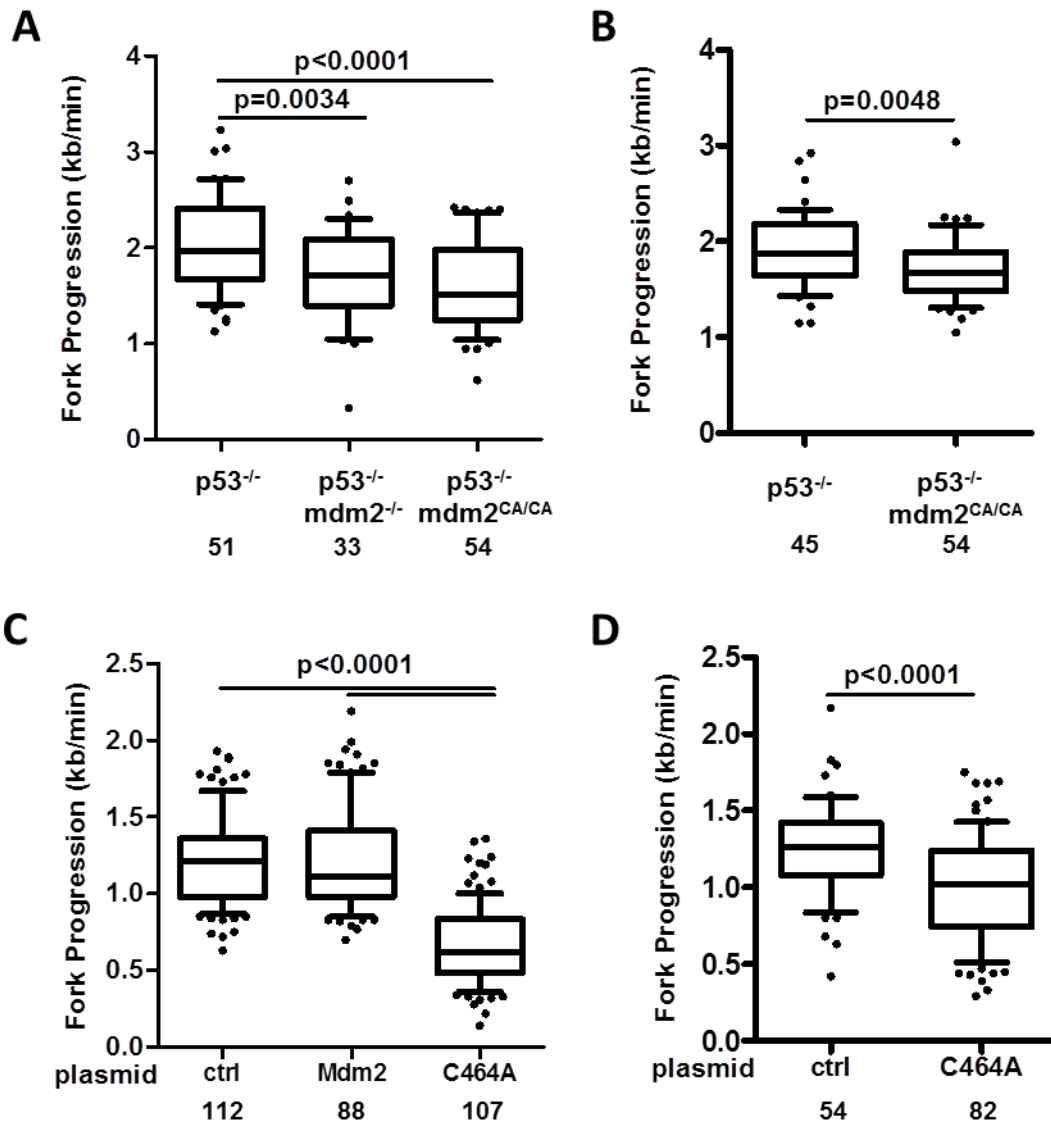 A
Fork Progression (kb/min)
4
3
2
1
0
p<0.0001
p=0.0034
p53-/-
p53-/- mdm2-/-
p53-/- mdm2CA/CA
51 33 54
B
Fork Progression (kb/min)
4
3
2
1
0
p=0.0048
p53-/-
p53-/- mdm2CA/CA
45 54
C
Fork Progression (kb/min)
2.5
2.0
1.5
1.0
0.5
0.0
p<0.0001
plasmid ctrl Mdm2 C464A
112 88 107
D
Fork Progression (kb/min)
2.5
2.0
1.5
1.0
0.5
0.0
p<0.0001
plasmid ctrl C464A
54 82